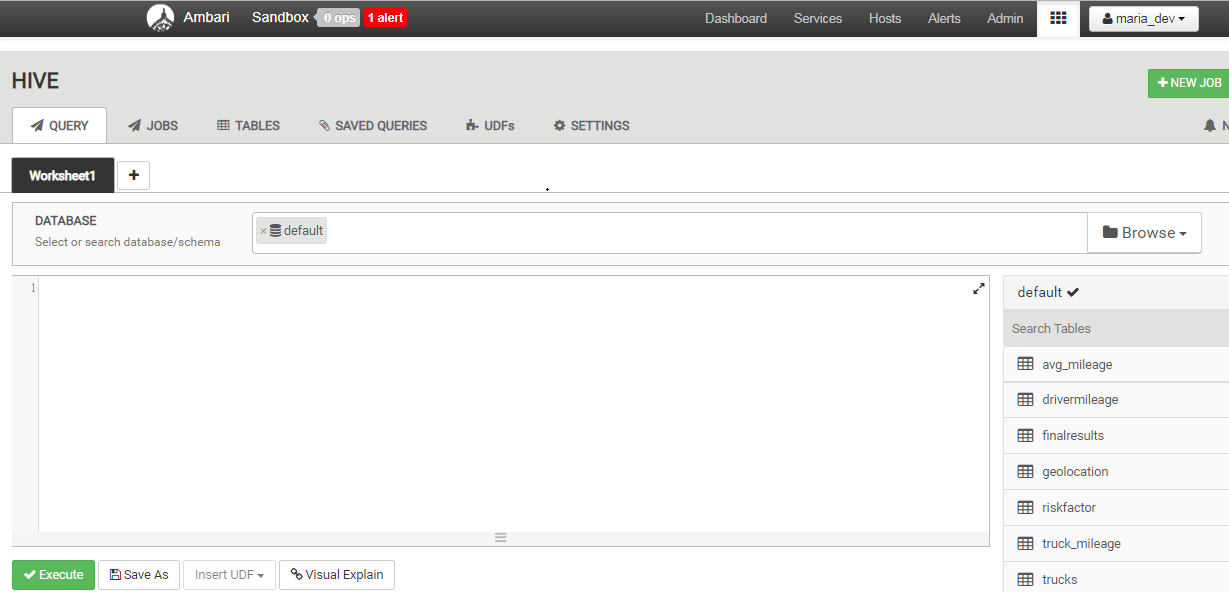 Ambari Sandbox 0 ops 1 alert Dashboard Services Hosts Alerts Admin maria_dev
HIVE
NEW JOB
QUERY JOBS TABLES SAVED QUERIES UDFs SETTINGS N
Worksheet1 +
DATABASE
Select or search database/schema
× default
Browse
1
default
Search Tables
avg_mileage
drivermileage
finalresults
geolocation
riskfactor
truck_mileage
trucks
Execute Save As Insert UDF Visual Explain